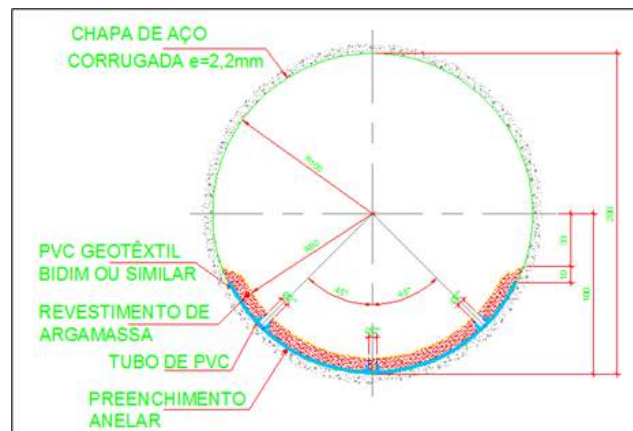 CHAPA DE AÇO
CORRUGADA e=2,2mm
PVC GEOTÊXTIL
BIDIM OU SIMILAR
REVESTIMENTO DE
ARGAMASSA
TUBO DE PVC
PREENCHIMENTO
ANELAR
R100
45°
45°
200
100
10